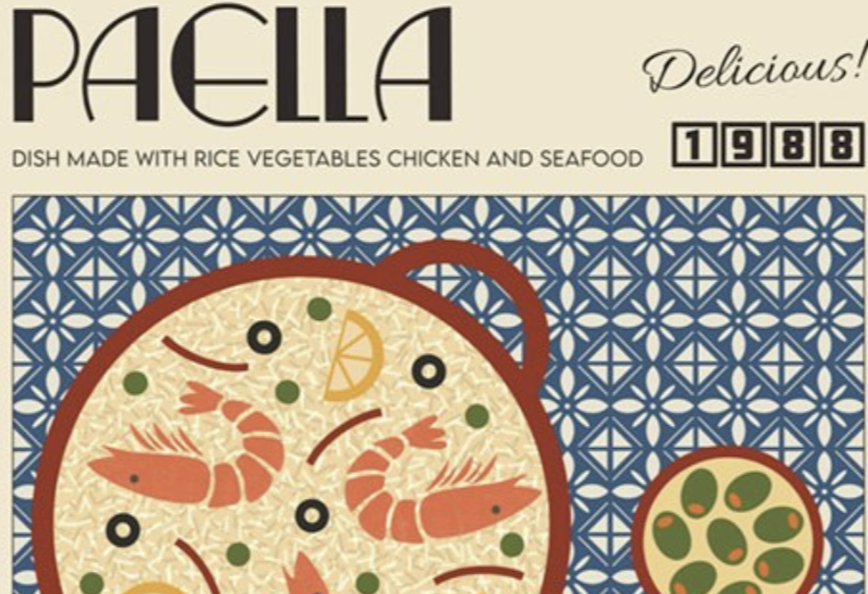 PAELLA
Delicious!
DISH MADE WITH RICE VEGETABLES CHICKEN AND SEAFOOD
1988